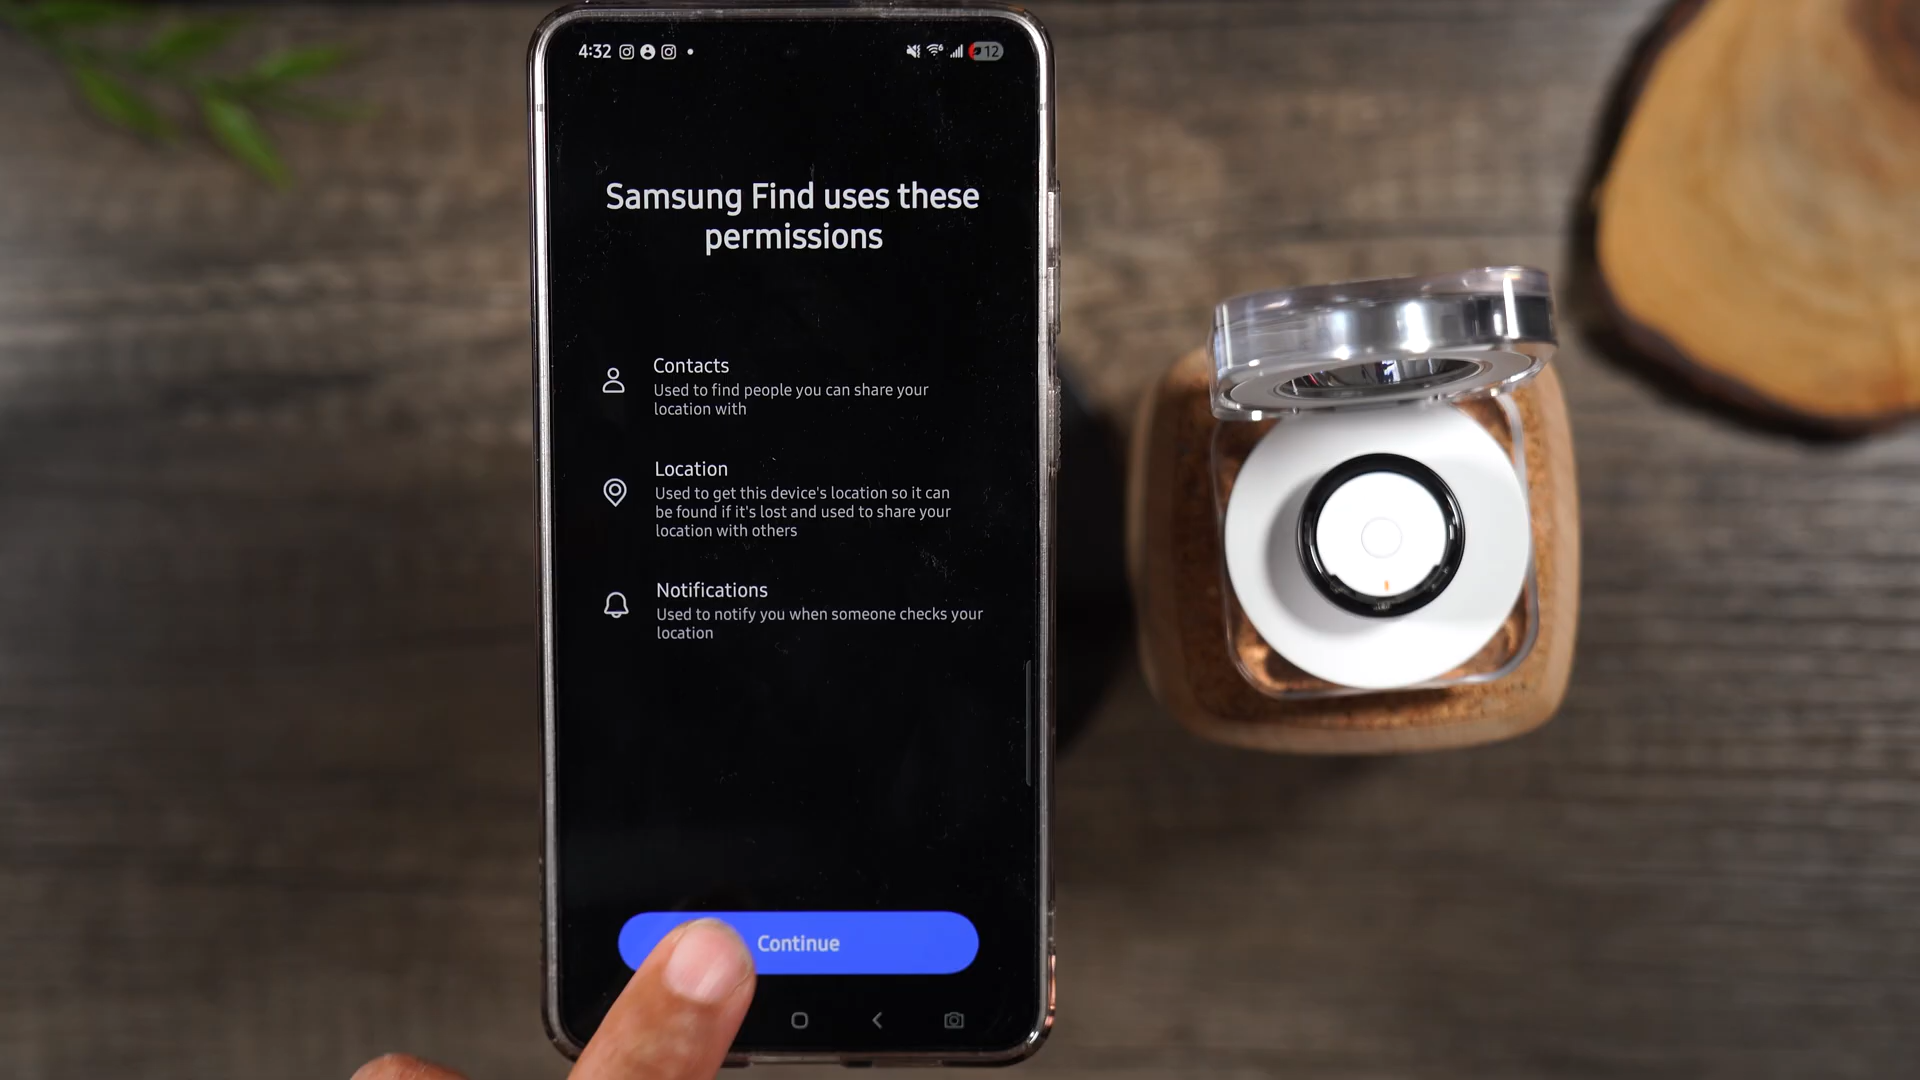 4:32
12
Samsung Find uses these
permissions
Contacts
Used to find people you can share your
location with
Location
Used to get this device's location so it can
be found if it's lost and used to share your
location with others
Notifications
Used to notify you when someone checks your
location
Continue